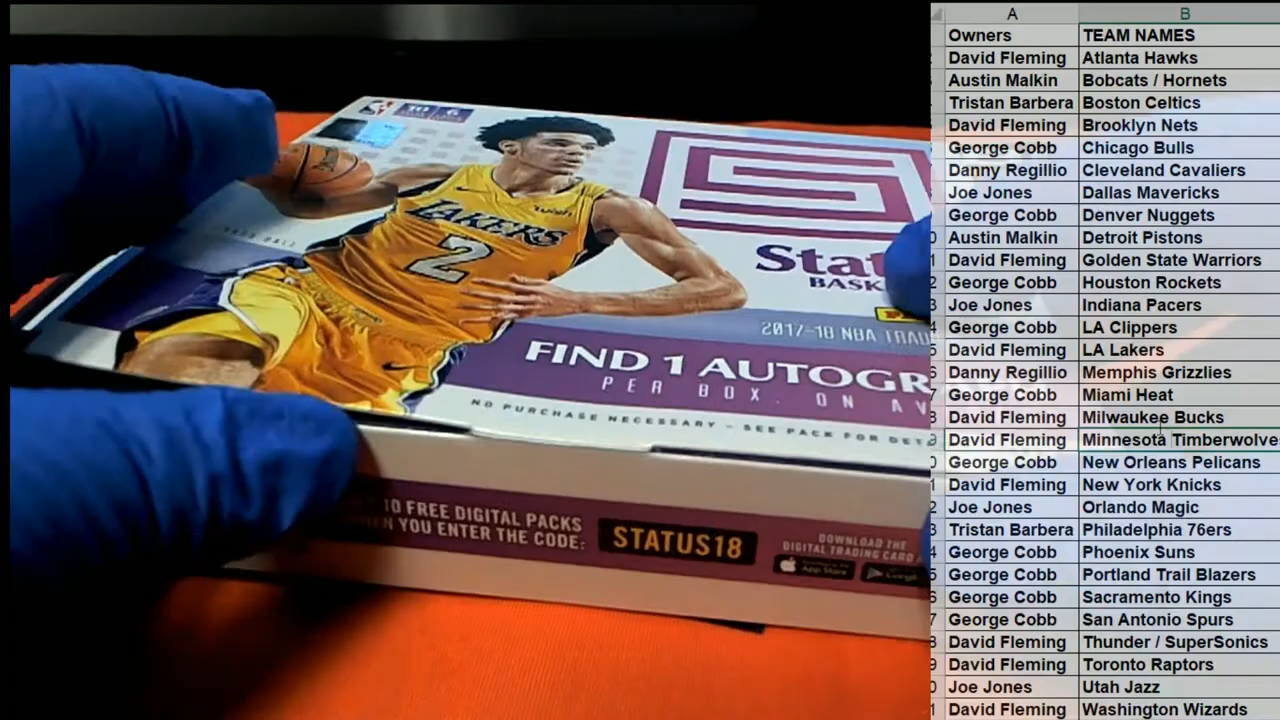 10 6
LAKERS
2
wish
Stat
BASK
2017-18 NBA TRAD
FIND 1 AUTOGR
PER BOX, ON AV
NO PURCHASE NECESSARY - SEE PACK FOR DET
10 FREE DIGITAL PACKS
YOU ENTER THE CODE:
STATUS18
DOWNLOAD THE
DIGITAL TRADING CARD
App Store
Google
A B
Owners TEAM NAMES
David Fleming Atlanta Hawks
Austin Malkin Bobcats / Hornets
Tristan Barbera Boston Celtics
David Fleming Brooklyn Nets
George Cobb Chicago Bulls
Danny Regillio Cleveland Cavaliers
Joe Jones Dallas Mavericks
George Cobb Denver Nuggets
Austin Malkin Detroit Pistons
David Fleming Golden State Warriors
George Cobb Houston Rockets
Joe Jones Indiana Pacers
George Cobb LA Clippers
David Fleming LA Lakers
Danny Regillio Memphis Grizzlies
George Cobb Miami Heat
David Fleming Milwaukee Bucks
David Fleming Minnesota Timberwolve
George Cobb New Orleans Pelicans
David Fleming New York Knicks
Joe Jones Orlando Magic
Tristan Barbera Philadelphia 76ers
George Cobb Phoenix Suns
George Cobb Portland Trail Blazers
George Cobb Sacramento Kings
George Cobb San Antonio Spurs
David Fleming Thunder / SuperSonics
David Fleming Toronto Raptors
Joe Jones Utah Jazz
David Fleming Washington Wizards